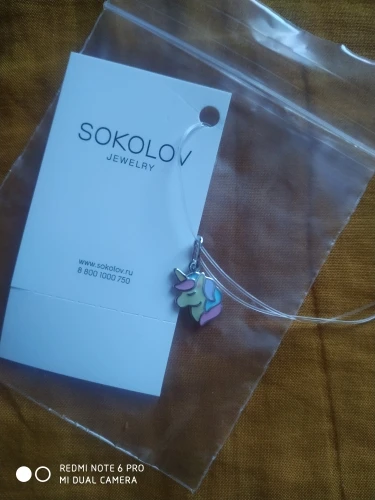 SOKOLOV
JEWELRY
www.sokolov.ru
8 800 1000 750
REDMI NOTE 6 PRO
MI DUAL CAMERA